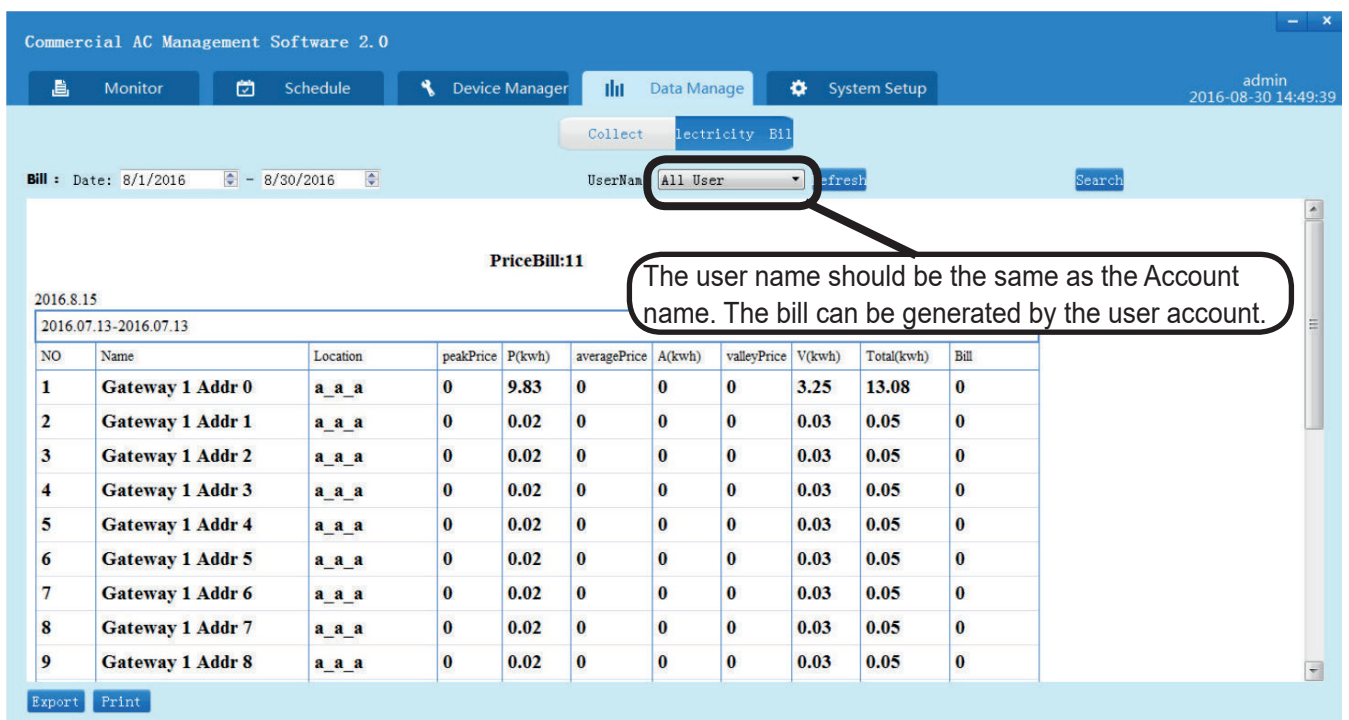 Commercial AC Management Software 2.0
Monitor Schedule Device Manager Data Manage System Setup
admin
2016-08-30 14:49:39
Collect lectricity Bil
Bill : Date: 8/1/2016 - 8/30/2016 UserNam All User efresh Search
PriceBill:11
The user name should be the same as the Account
name. The bill can be generated by the user account.
2016.8.15
2016.07.13-2016.07.13
NO Name Location peakPrice P(kwh) averagePrice A(kwh) valleyPrice V(kwh) Total(kwh) Bill
1 Gateway 1 Addr 0 a_a_a 0 9.83 0 0 0 3.25 13.08 0
2 Gateway 1 Addr 1 a_a_a 0 0.02 0 0 0 0.03 0.05 0
3 Gateway 1 Addr 2 a_a_a 0 0.02 0 0 0 0.03 0.05 0
4 Gateway 1 Addr 3 a_a_a 0 0.02 0 0 0 0.03 0.05 0
5 Gateway 1 Addr 4 a_a_a 0 0.02 0 0 0 0.03 0.05 0
6 Gateway 1 Addr 5 a_a_a 0 0.02 0 0 0 0.03 0.05 0
7 Gateway 1 Addr 6 a_a_a 0 0.02 0 0 0 0.03 0.05 0
8 Gateway 1 Addr 7 a_a_a 0 0.02 0 0 0 0.03 0.05 0
9 Gateway 1 Addr 8 a_a_a 0 0.02 0 0 0 0.03 0.05 0
Export Print